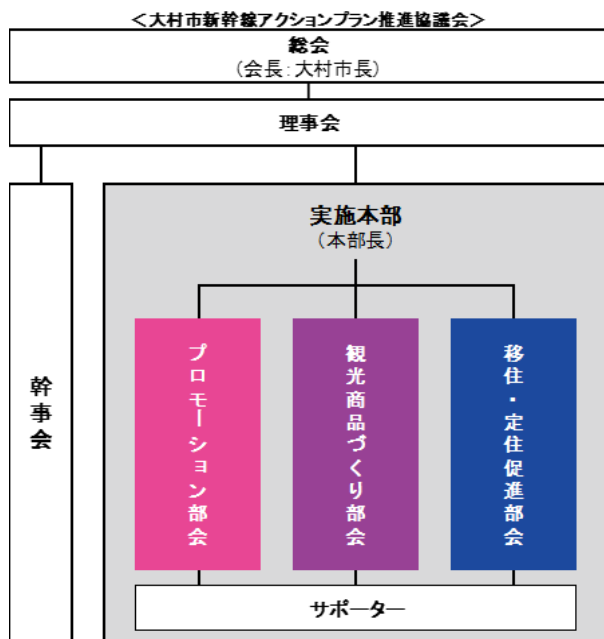 ＜大村市新幹線アクションプラン推進協議会＞
総会
（会長：大村市長）
理事会
幹事会
実施本部
（本部長）
プロモーション部会
観光商品づくり部会
移住・定住促進部会
サポーター